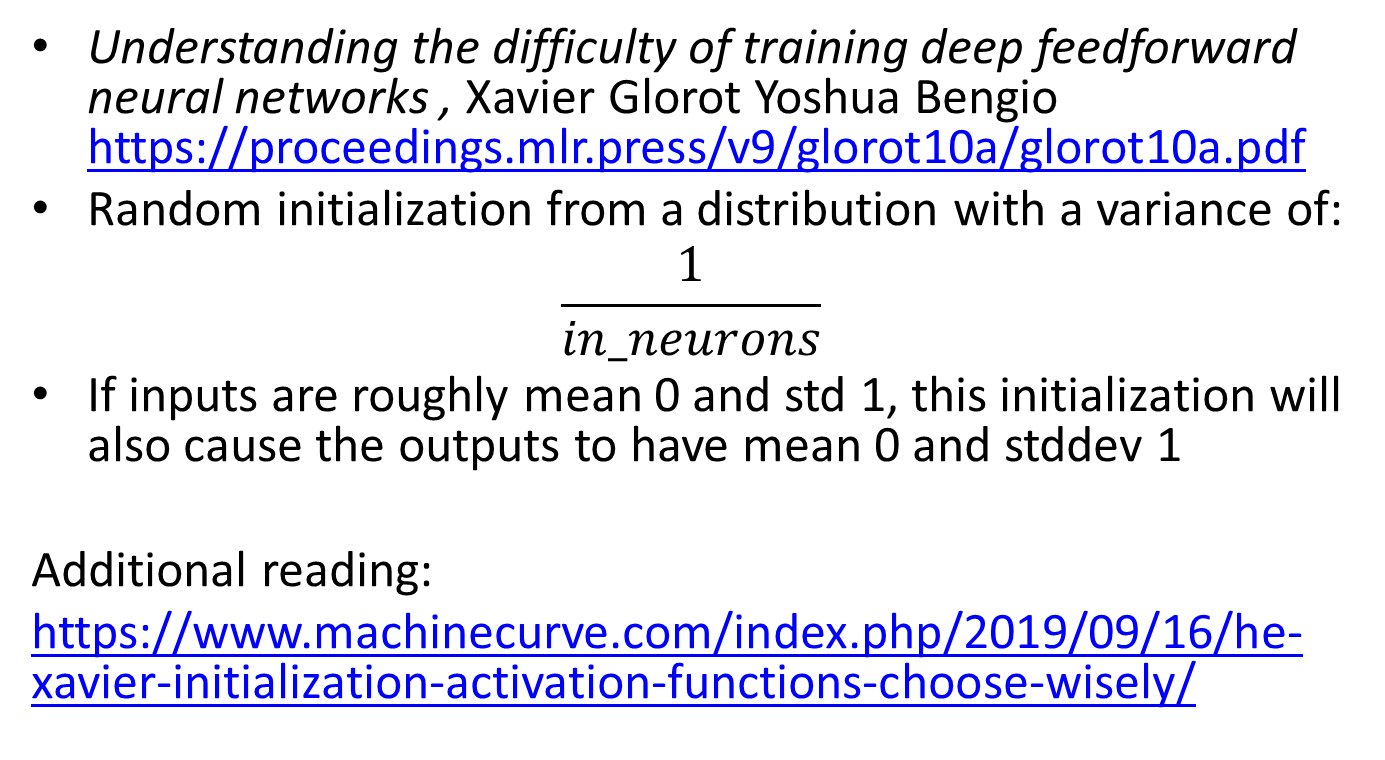 • Understanding the difficulty of training deep feedforward
neural networks , Xavier Glorot Yoshua Bengio
https://proceedings.mlr.press/v9/glorot10a/glorot10a.pdf
• Random initialization from a distribution with a variance of:
1
in_neurons
• If inputs are roughly mean 0 and std 1, this initialization will
also cause the outputs to have mean 0 and stddev 1
Additional reading:
https://www.machinecurve.com/index.php/2019/09/16/he-
xavier-initialization-activation-functions-choose-wisely/